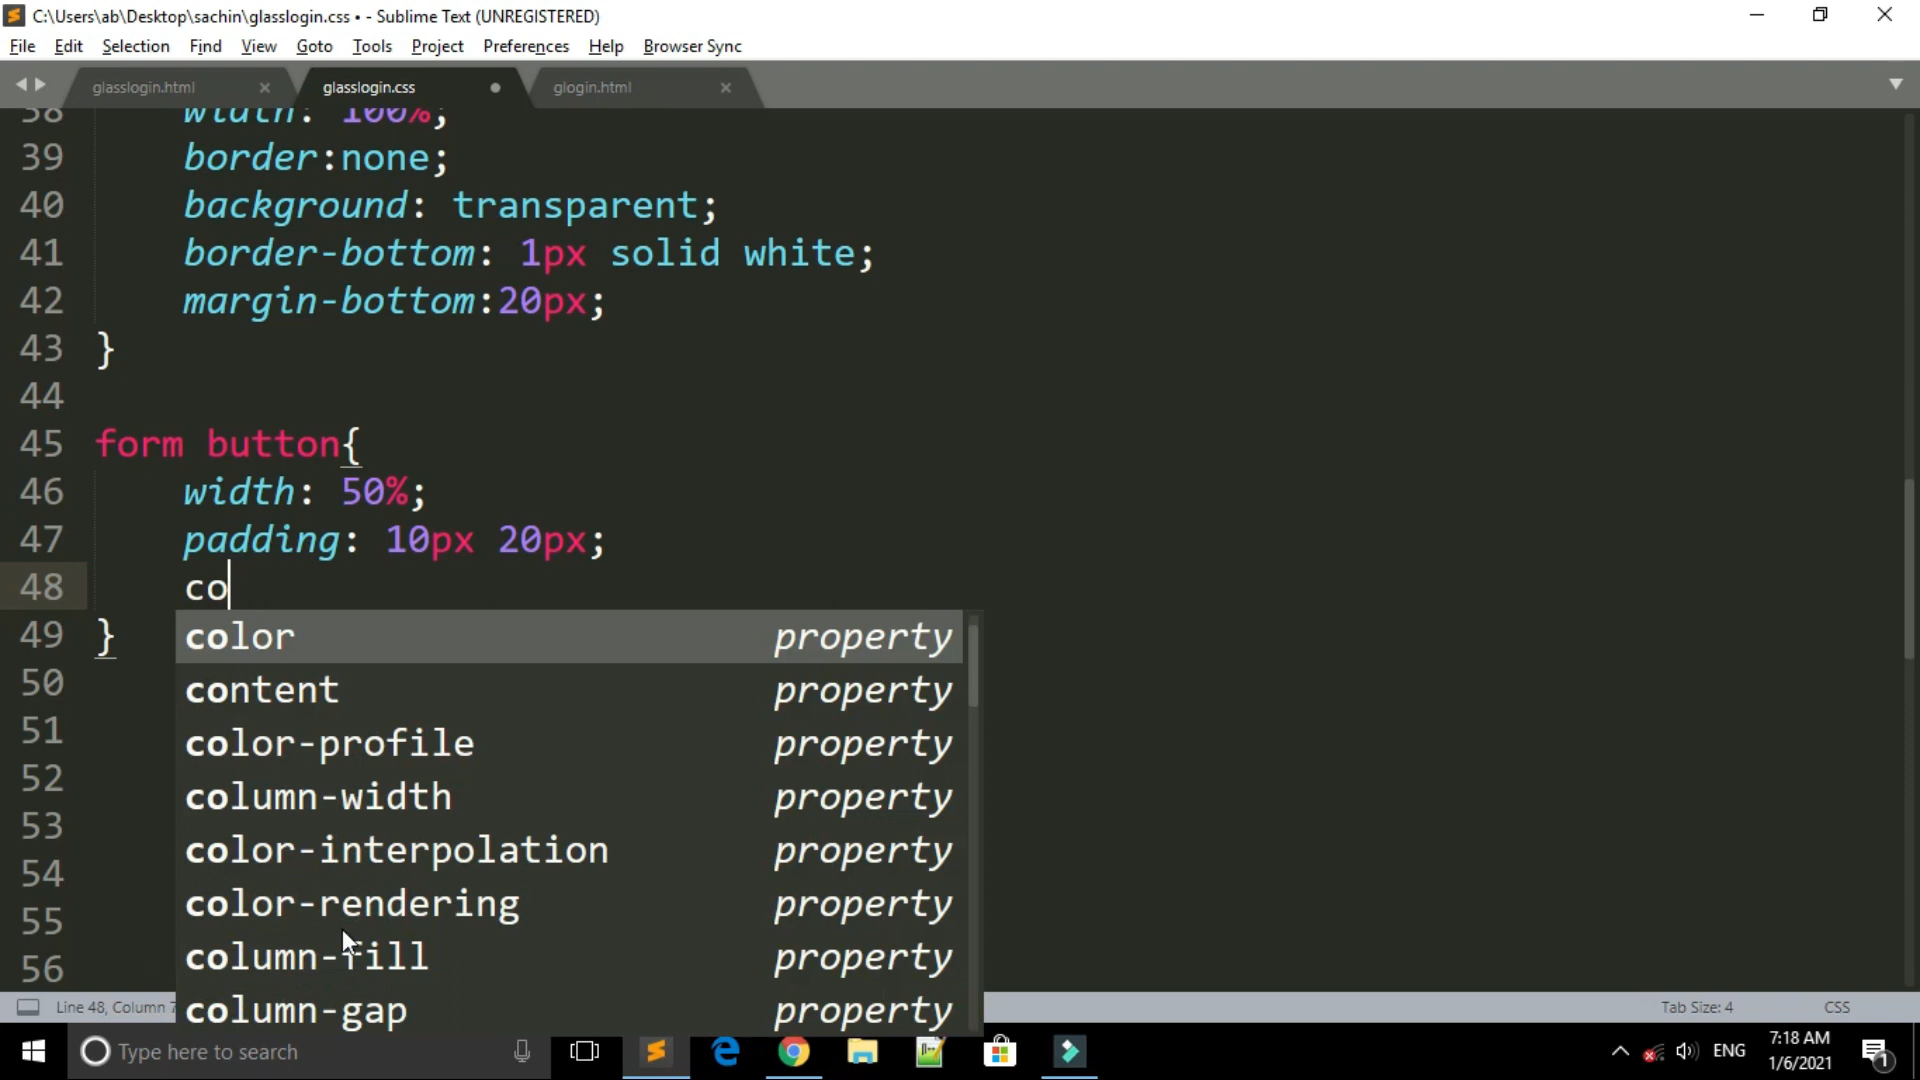 C:\Users\ab\Desktop\sachin\glasslogin.css • - Sublime Text (UNREGISTERED)
File Edit Selection Find View Goto Tools Project Preferences Help Browser Sync
glasslogin.html × glasslogin.css glogin.html ×
38 width: 100%;
39 border:none;
40 background: transparent;
41 border-bottom: 1px solid white;
42 margin-bottom:20px;
43 }
44
45 form button{
46 width: 50%;
47 padding: 10px 20px;
48 co
49 }
color property
50 content property
51 color-profile property
52 column-width property
53
color-interpolation property
54 color-rendering property
55 column-fill property
56 column-gap property
Line 48, Column 7 Tab Size: 4 CSS
Type here to search ENG 7:18 AM
1/6/2021 1